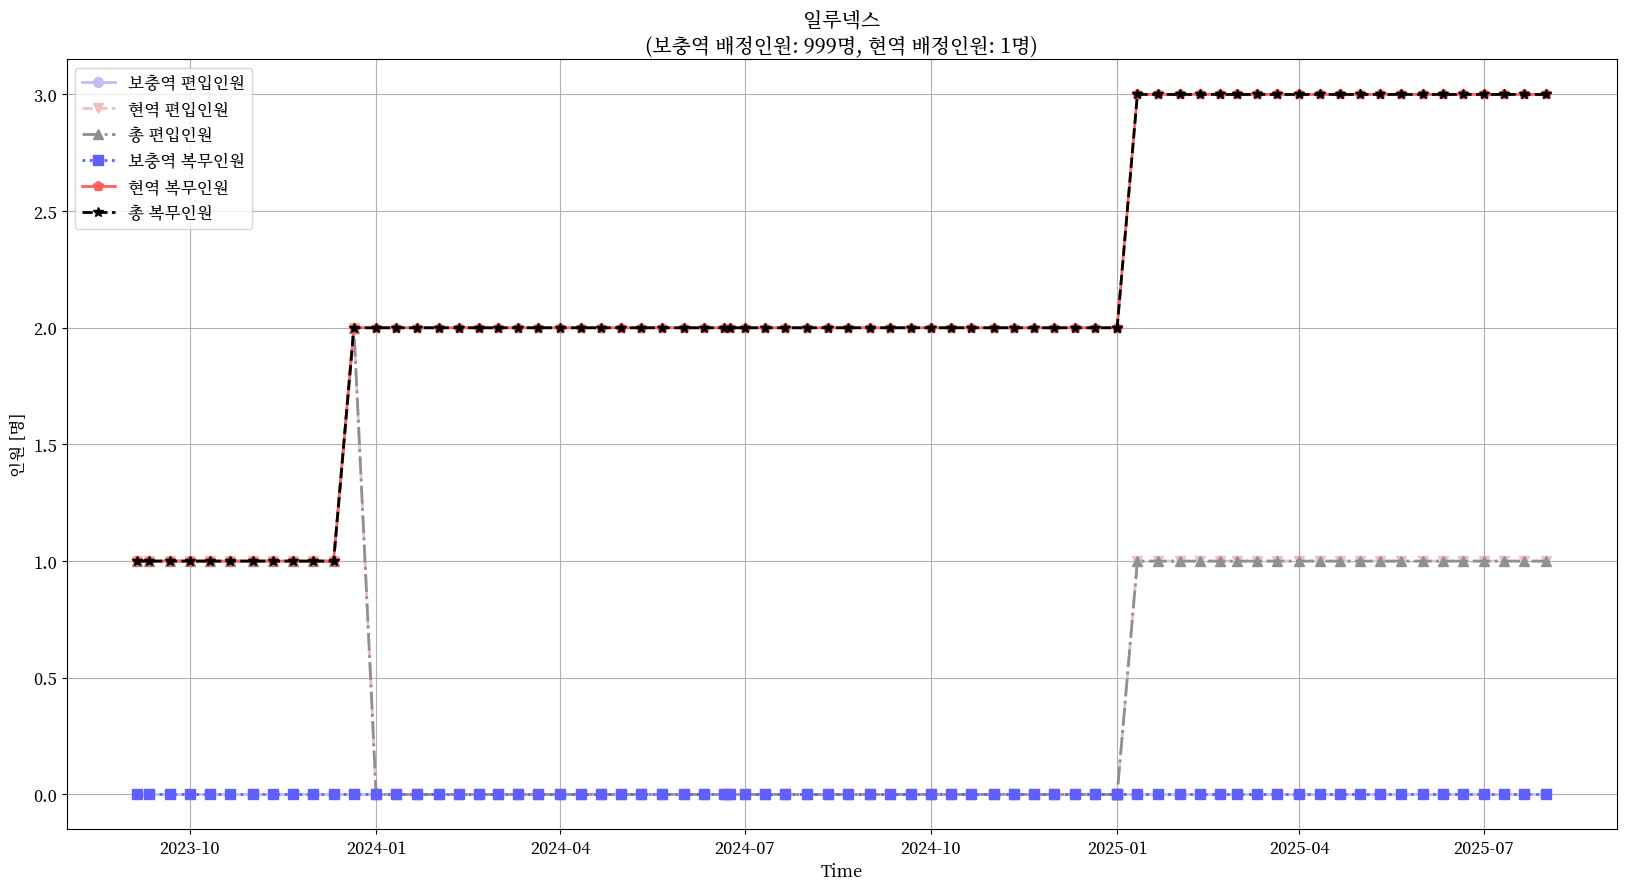 일루넥스
(보충역 배정인원: 999명, 현역 배정인원: 1명)
보충역 편입인원
현역 편입인원
총 편입인원
보충역 복무인원
현역 복무인원
총 복무인원
3.0
2.5
2.0
1.5
1.0
0.5
0.0
인원 [명]
2023-10
2024-01
2024-04
2024-07
2024-10
2025-01
2025-04
2025-07
Time